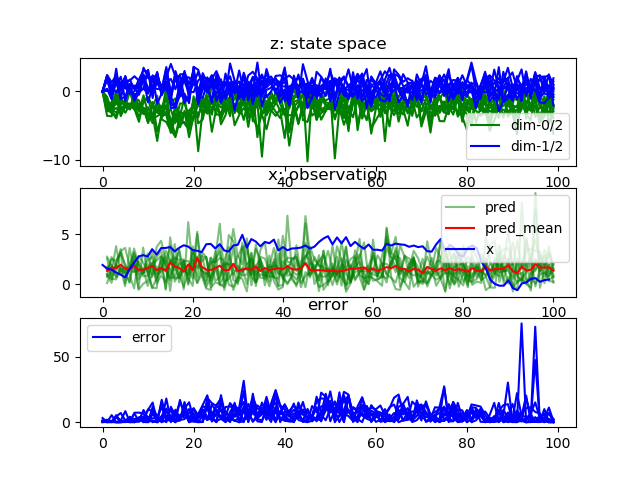 z: state space
0
−10
dim-0/2
dim-1/2
0 20 40 60 80 100
x: observation
5
0
pred
pred_mean
x
0 20 40 60 80 100
error
50
0
error
0 20 40 60 80 100